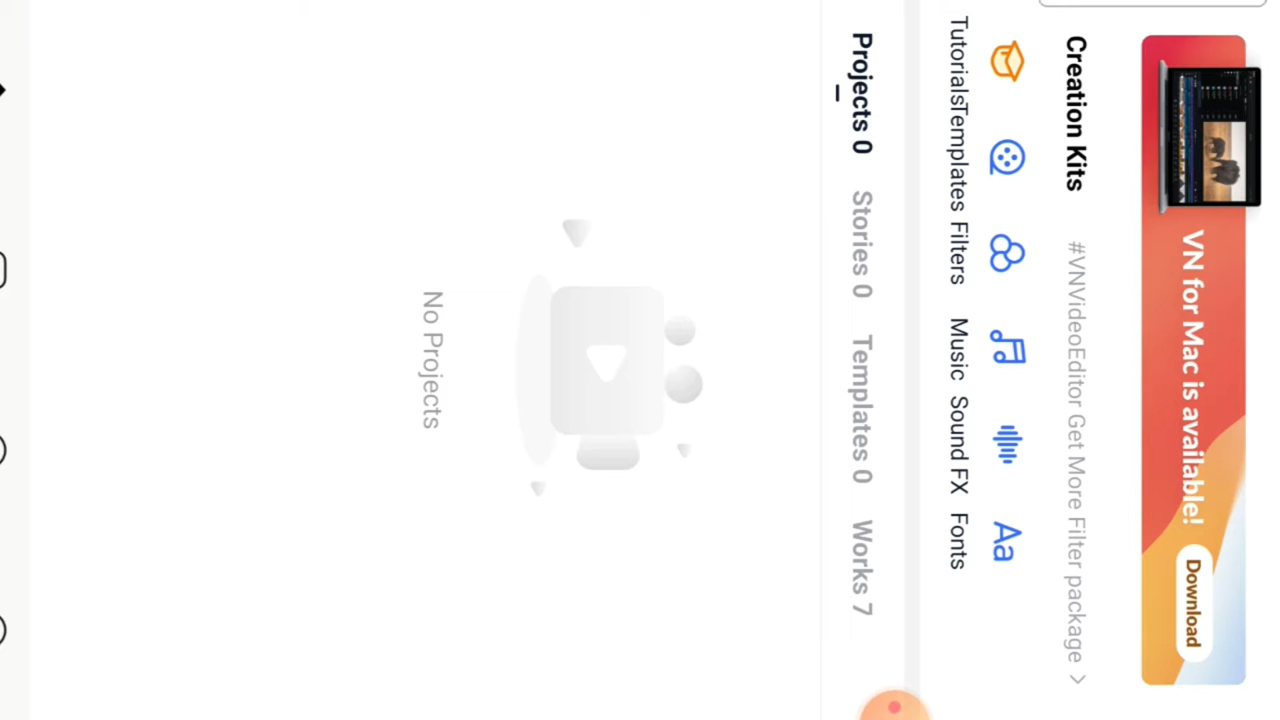 VN for Mac is available!
Download
Creation Kits
#VNVideoEditor Get More Filter package >
Tutorials
Templates
Filters
Music
Sound FX
Fonts
Projects 0
Stories 0
Templates 0
Works 7
No Projects